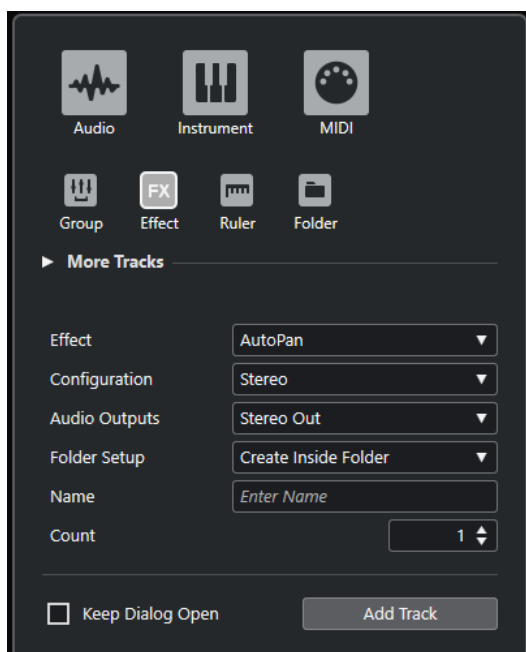 Audio Instrument MIDI
FX
Group Effect Ruler Folder
More Tracks
Effect AutoPan
Configuration Stereo
Audio Outputs Stereo Out
Folder Setup Create Inside Folder
Name Enter Name
Count 1
Keep Dialog Open Add Track